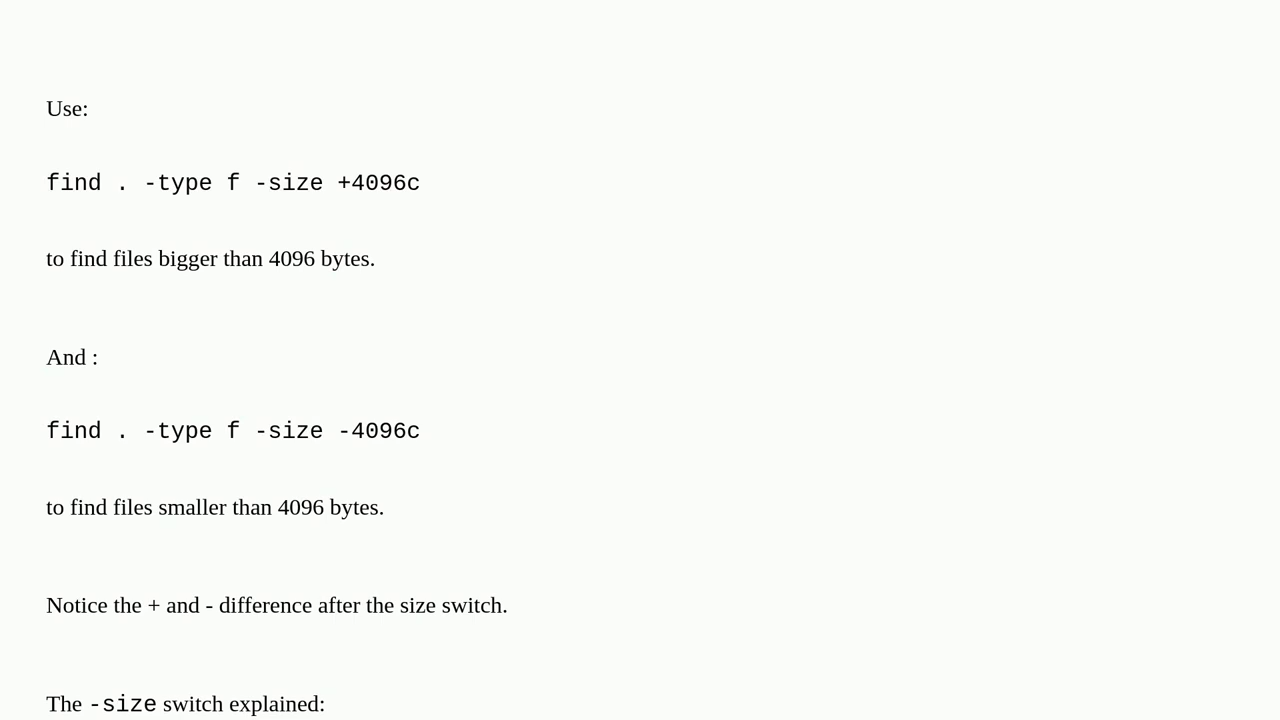 Use:
find . -type f -size +4096c
to find files bigger than 4096 bytes.
And :
find . -type f -size -4096c
to find files smaller than 4096 bytes.
Notice the + and - difference after the size switch.
The -size switch explained: